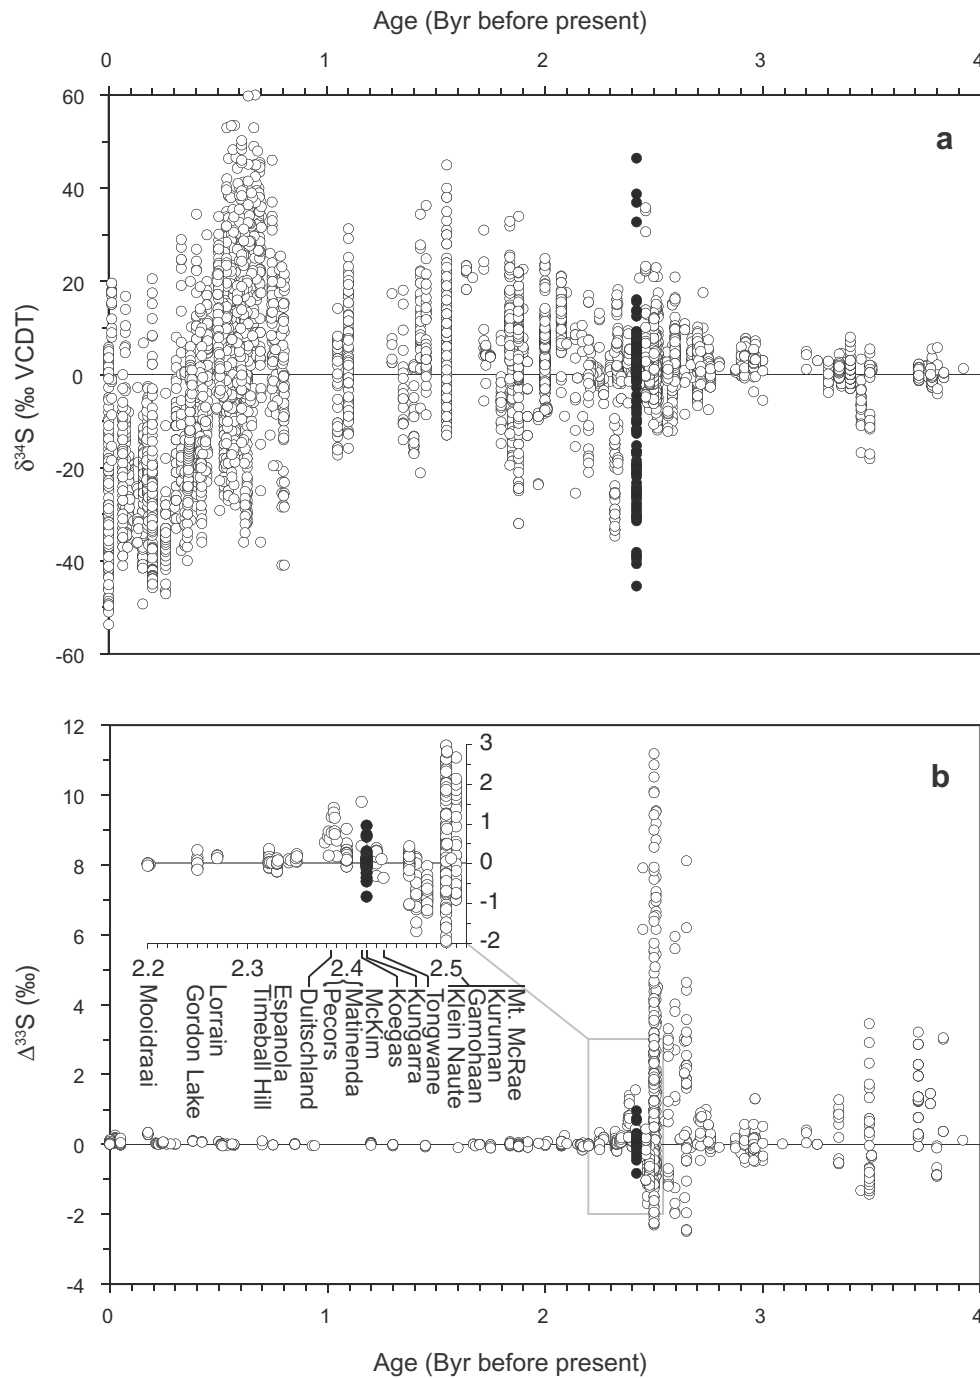 Age (Byr before present)
0 1 2 3 4
a
60
40
20
0
-20
-40
-60
δ³⁴S (‰ VCDT)
b
12
10
8
6
4
2
0
-2
-4
Δ³³S (‰)
3
2
1
0
-1
-2
2.2 2.3 2.4 2.5
Mooidraai
Gordon Lake
Lorrain
Timeball Hill
Espanola
Duitschland
Pecors
Matinenda
McKim
Koegas
Kungarra
Tongwane
Klein Naute
Gamohaan
Kuruman
Mt. McRae
0 1 2 3 4
Age (Byr before present)